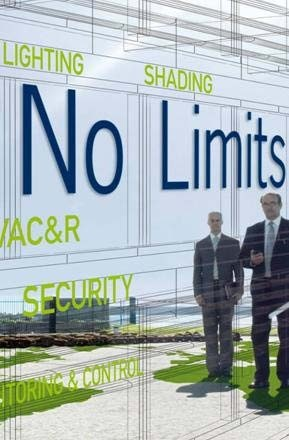 LIGHTING
SHADING
No Limits
VAC&R
SECURITY
TORING & CONTROL